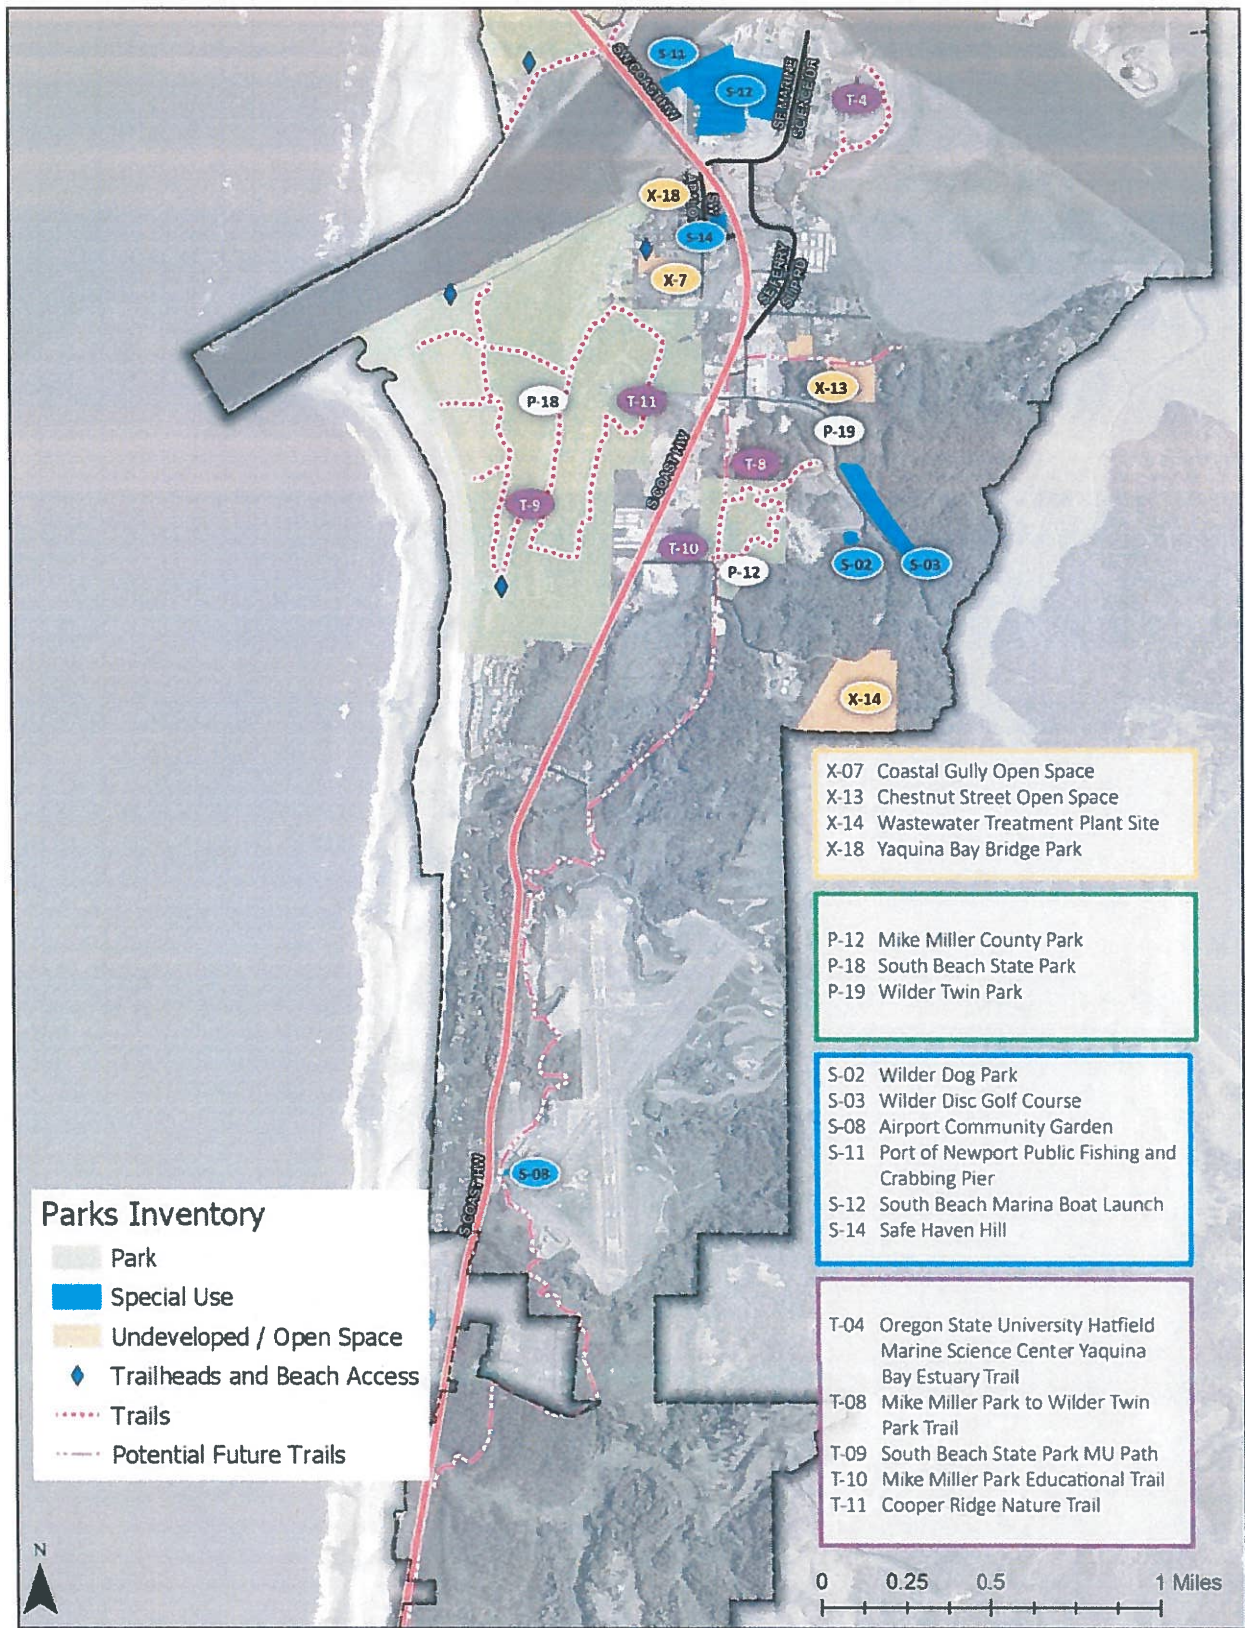 SW COAST HW
S-11
S-12
SE MARINE
SCIENCE DR
T-4
X-18
SW
S-14
X-7
SE FERRY
SLIP RD
X-13
P-18
T-11
P-19
S COAST HW
T-8
T-9
T-10
P-12
S-02
S-03
X-14
X-07 Coastal Gully Open Space
X-13 Chestnut Street Open Space
X-14 Wastewater Treatment Plant Site
X-18 Yaquina Bay Bridge Park
P-12 Mike Miller County Park
P-18 South Beach State Park
P-19 Wilder Twin Park
S-02 Wilder Dog Park
S-03 Wilder Disc Golf Course
S-08 Airport Community Garden
S-11 Port of Newport Public Fishing and
Crabbing Pier
S-12 South Beach Marina Boat Launch
S-14 Safe Haven Hill
S-08
S COAST HW
Parks Inventory
Park
Special Use
Undeveloped / Open Space
Trailheads and Beach Access
Trails
Potential Future Trails
T-04 Oregon State University Hatfield
Marine Science Center Yaquina
Bay Estuary Trail
T-08 Mike Miller Park to Wilder Twin
Park Trail
T-09 South Beach State Park MU Path
T-10 Mike Miller Park Educational Trail
T-11 Cooper Ridge Nature Trail
N
0 0.25 0.5 1 Miles